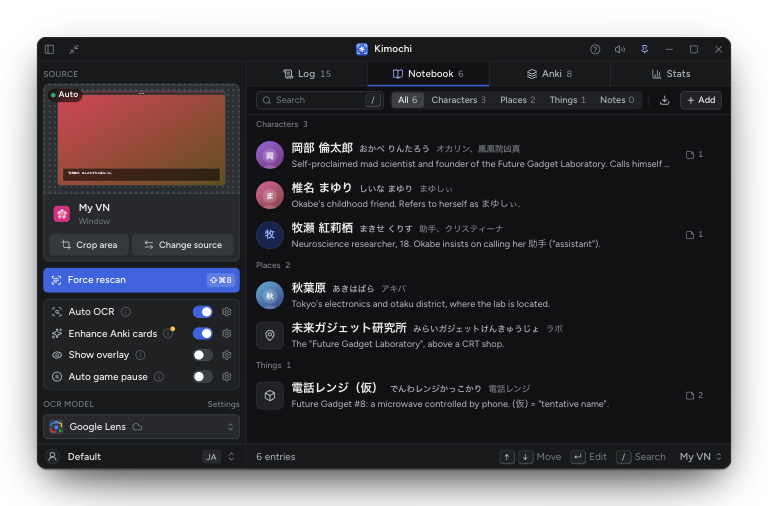 Kimochi
SOURCE
Auto
My VN
Window
Crop area
Change source
Force rescan
⇧⌘8
Auto OCR
Enhance Anki cards
Show overlay
Auto game pause
OCR MODEL
Settings
Google Lens
Default
JA
Log 15
Notebook 6
Anki 8
Stats
Search
/
All 6
Characters 3
Places 2
Things 1
Notes 0
+ Add
Characters 3
岡
岡部 倫太郎 おかべ りんたろう オカリン、鳳凰院凶真
Self-proclaimed mad scientist and founder of the Future Gadget Laboratory. Calls himself ...
1
ま
椎名 まゆり しいな まゆり まゆしぃ
Okabe's childhood friend. Refers to herself as まゆしぃ.
牧
牧瀬 紅莉栖 まきせ くりす 助手、クリスティーナ
Neuroscience researcher, 18. Okabe insists on calling her 助手 ("assistant").
1
Places 2
秋
秋葉原 あきはばら アキバ
Tokyo's electronics and otaku district, where the lab is located.
未来ガジェット研究所 みらいガジェットけんきゅうじょ ラボ
The "Future Gadget Laboratory", above a CRT shop.
Things 1
電話レンジ（仮） でんわレンジかっこかり 電話レンジ
Future Gadget #8: a microwave controlled by phone. (仮) = "tentative name".
2
6 entries
↑ ↓ Move
↵ Edit
/ Search
My VN